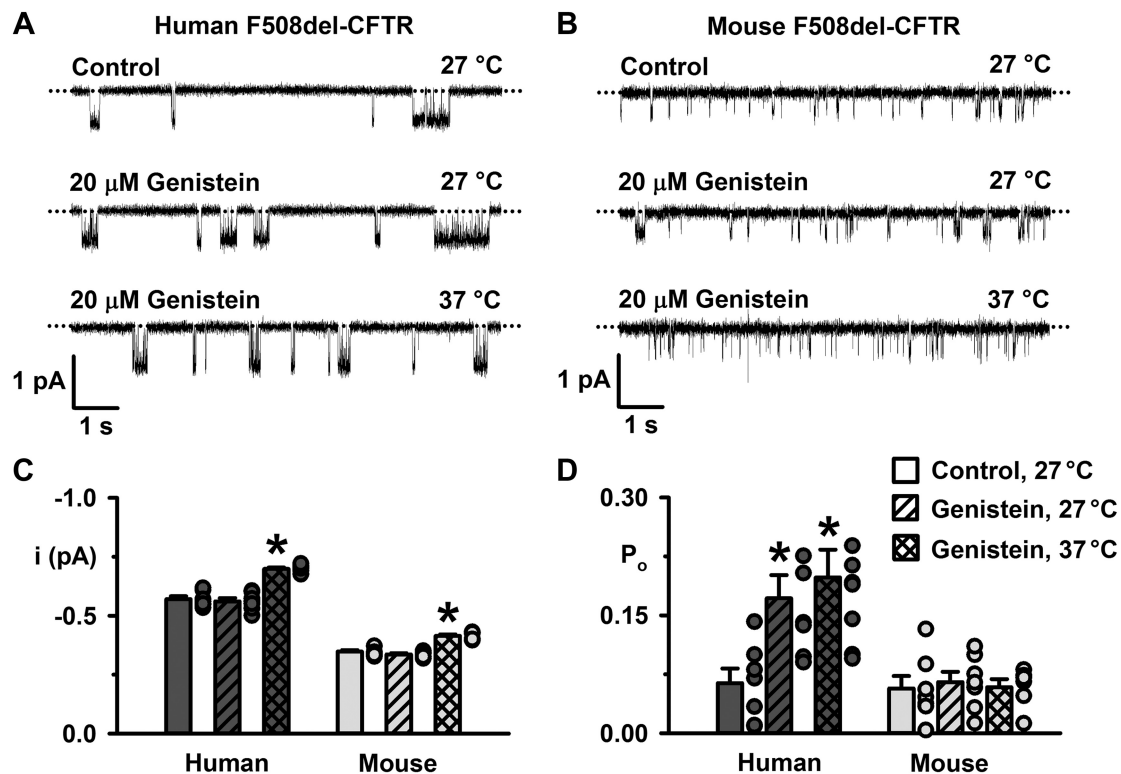 A Human F508del-CFTR
Control 27 °C
20 μM Genistein 27 °C
20 μM Genistein 37 °C
1 pA
1 s
B Mouse F508del-CFTR
Control 27 °C
20 μM Genistein 27 °C
20 μM Genistein 37 °C
1 pA
1 s
C
-1.0
i (pA)
-0.5
0.0
* *
Human Mouse
D
0.30
Po
0.15
0.00
* *
Human Mouse
Control, 27 °C
Genistein, 27 °C
Genistein, 37 °C